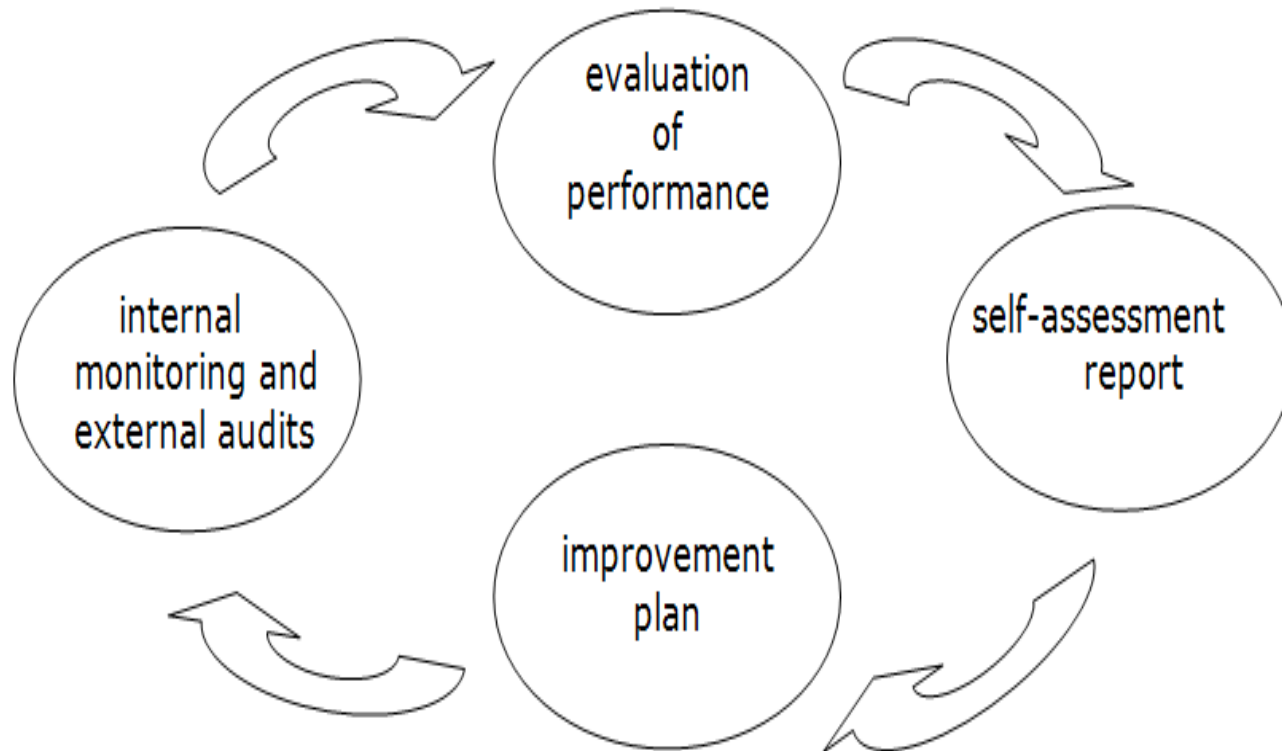 evaluation
of
performance
self-assessment
report
improvement
plan
internal
monitoring and
external audits